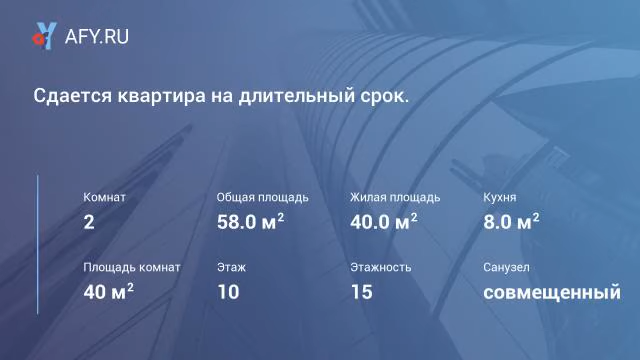 AFY.RU
Сдается квартира на длительный срок.
Комнат
2
Общая площадь
58.0 м²
Жилая площадь
40.0 м²
Кухня
8.0 м²
Площадь комнат
40 м²
Этаж
10
Этажность
15
Санузел
совмещенный